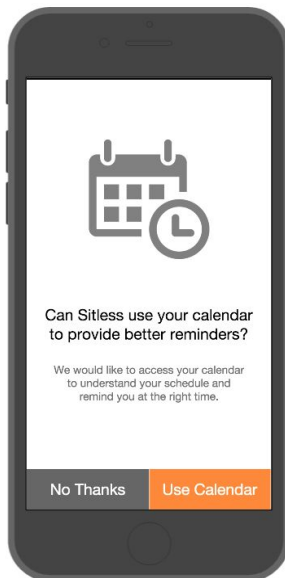 Can Sitless use your calendar
to provide better reminders?
We would like to access your calendar
to understand your schedule and
remind you at the right time.
No Thanks
Use Calendar